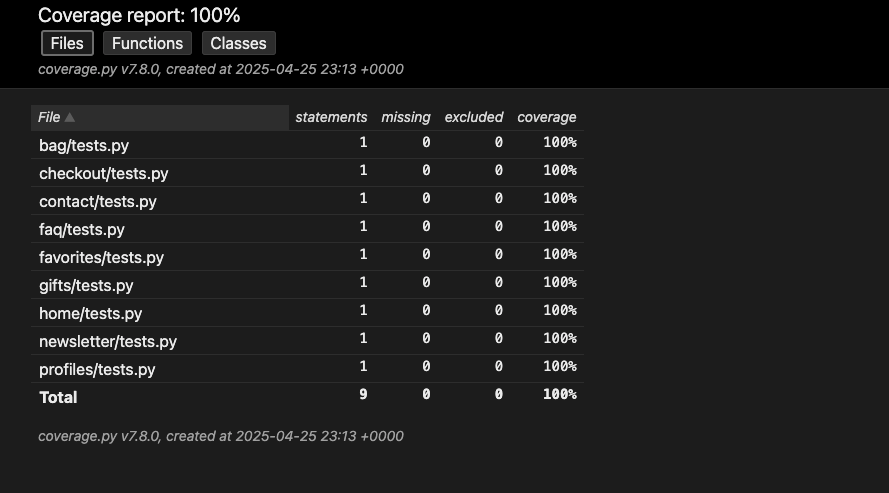 Coverage report: 100%
Files Functions Classes
coverage.py v7.8.0, created at 2025-04-25 23:13 +0000
File ▲ statements missing excluded coverage
bag/tests.py 1 0 0 100%
checkout/tests.py 1 0 0 100%
contact/tests.py 1 0 0 100%
faq/tests.py 1 0 0 100%
favorites/tests.py 1 0 0 100%
gifts/tests.py 1 0 0 100%
home/tests.py 1 0 0 100%
newsletter/tests.py 1 0 0 100%
profiles/tests.py 1 0 0 100%
Total 9 0 0 100%
coverage.py v7.8.0, created at 2025-04-25 23:13 +0000